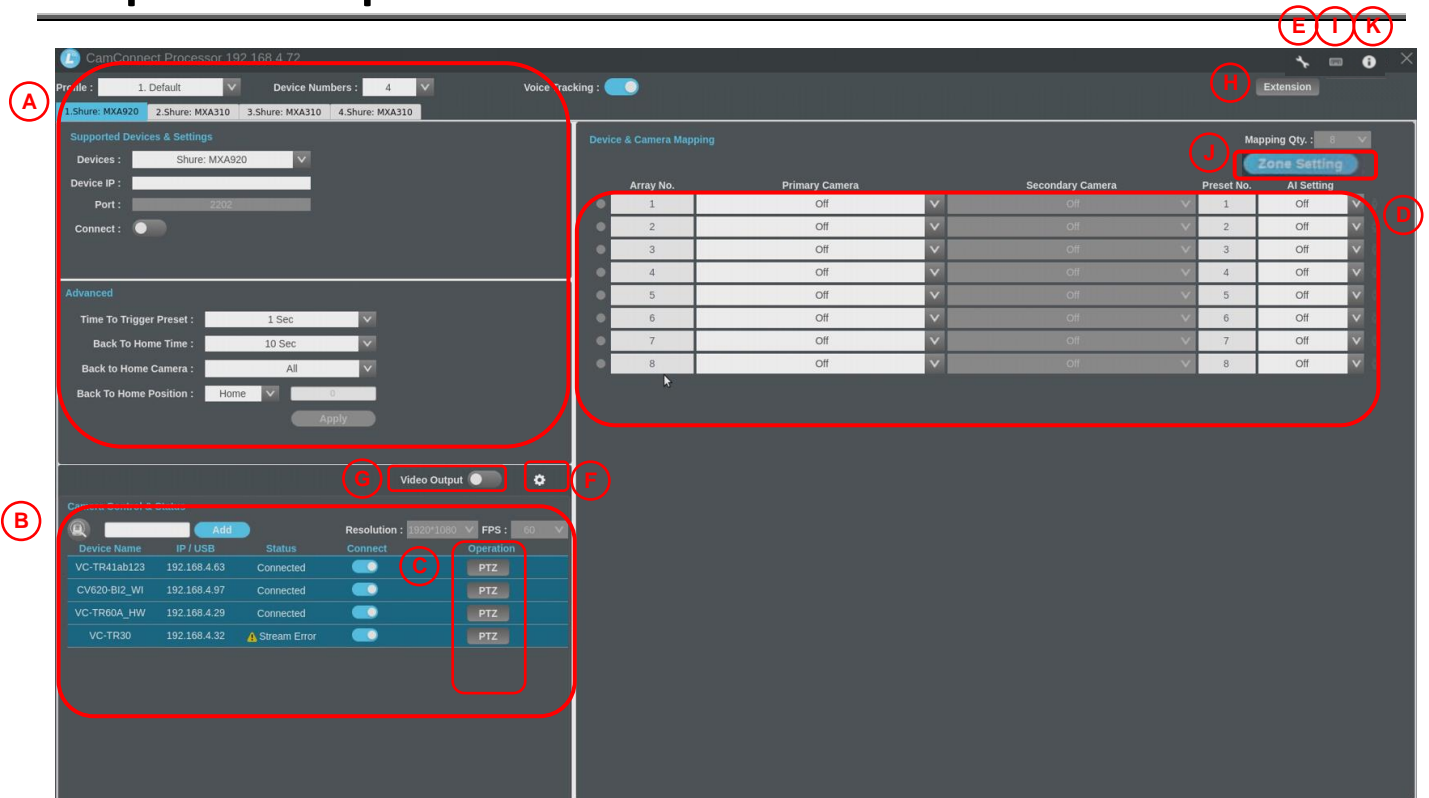 E I K
L CamConnect Processor 192.168.4.72
Profile : 1. Default Device Numbers : 4 Voice Tracking : H Extension
A
1.Shure: MXA920 2.Shure: MXA310 3.Shure: MXA310 4.Shure: MXA310
Supported Devices & Settings
Devices : Shure: MXA920
Device IP :
Port : 2202
Connect :
Advanced
Time To Trigger Preset : 1 Sec
Back To Home Time : 10 Sec
Back to Home Camera : All
Back To Home Position : Home 0
Apply
Device & Camera Mapping Mapping Qty. : 8
J Zone Setting
Array No. Primary Camera Secondary Camera Preset No. AI Setting
1 Off Off 1 Off
D
2 Off Off 2 Off
3 Off Off 3 Off
4 Off Off 4 Off
5 Off Off 5 Off
6 Off Off 6 Off
7 Off Off 7 Off
8 Off Off 8 Off
G Video Output F
B
Camera Control & Status
Add Resolution : 1920*1080 FPS : 60
Device Name IP / USB Status Connect Operation
C
VC-TR41ab123 192.168.4.63 Connected PTZ
CV620-BI2_WI 192.168.4.97 Connected PTZ
VC-TR60A_HW 192.168.4.29 Connected PTZ
VC-TR30 192.168.4.32 Stream Error PTZ